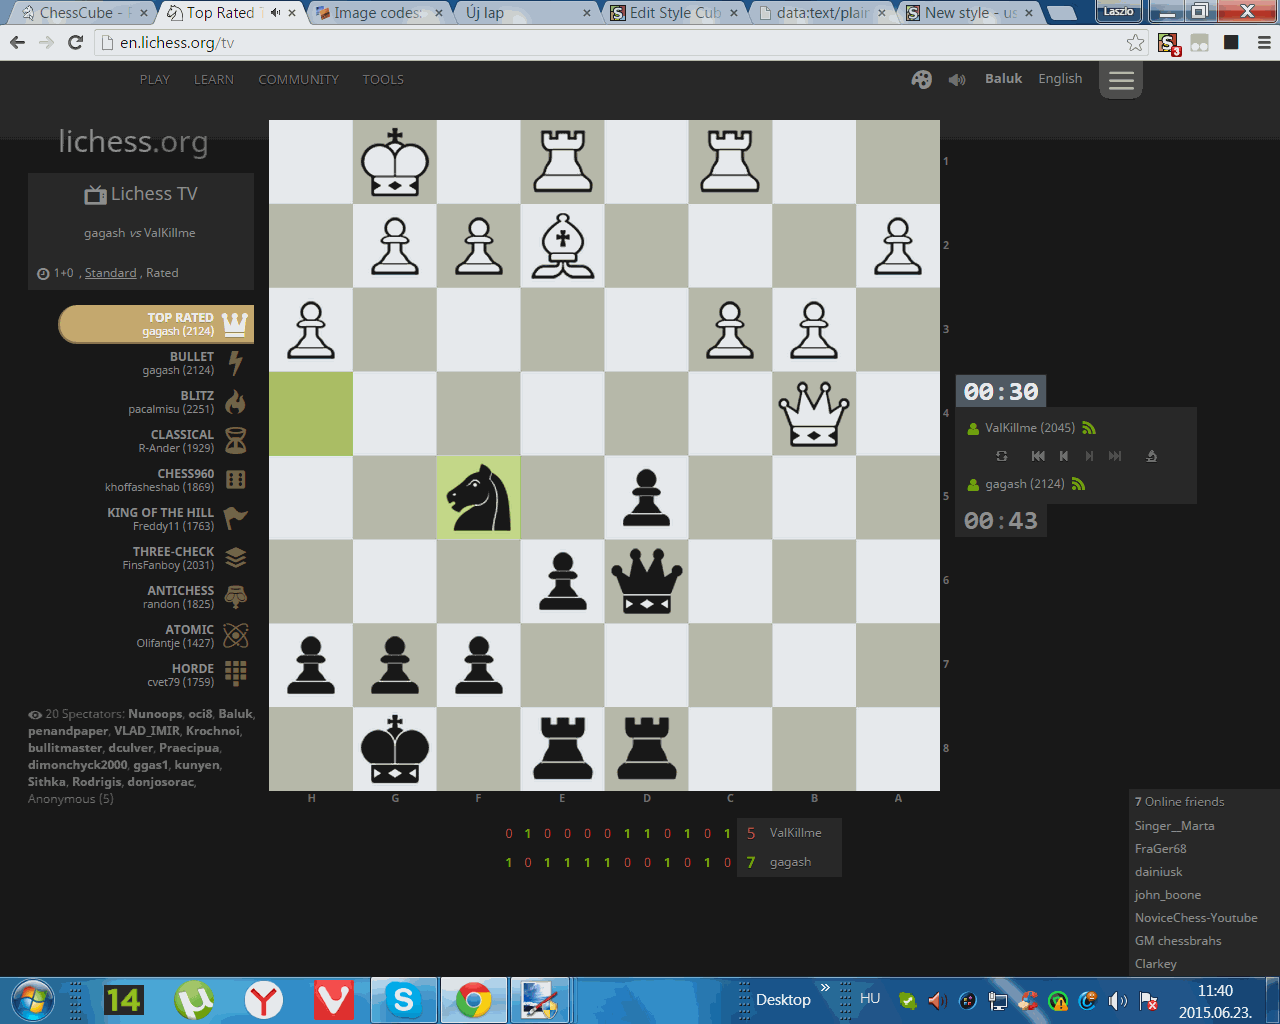 ChessCube - P
Top Rated T
Image codes:
Új lap
Edit Style Cub
data:text/plain
New style - us
Laszlo
en.lichess.org/tv
3
PLAY LEARN COMMUNITY TOOLS
Baluk English
lichess.org
Lichess TV
gagash vs ValKillme
1+0 , Standard , Rated
TOP RATED
gagash (2124)
BULLET
gagash (2124)
BLITZ
pacalmisu (2251)
CLASSICAL
R-Ander (1929)
CHESS960
khoffasheshab (1869)
KING OF THE HILL
Freddy11 (1763)
THREE-CHECK
FinsFanboy (2031)
ANTICHESS
randon (1825)
ATOMIC
Olifantje (1427)
HORDE
cvet79 (1759)
20 Spectators: Nunoops, oci8, Baluk,
penandpaper, VLAD_IMIR, Krochnoi,
bullitmaster, dculver, Praecipua,
dimonchyck2000, ggas1, kunyen,
Sithka, Rodrigis, donjosorac,
Anonymous (5)
1
2
3
4
5
6
7
8
H G F E D C B A
00:30
ValKillme (2045)
gagash (2124)
00:43
0 1 0 0 0 0 1 1 0 1 0 1 5 ValKillme
1 0 1 1 1 1 0 0 1 0 1 0 7 gagash
7 Online friends
Singer__Marta
FraGer68
dainiusk
john_boone
NoviceChess-Youtube
GM chessbrahs
Clarkey
14
Desktop
»
HU
11:40
2015.06.23.